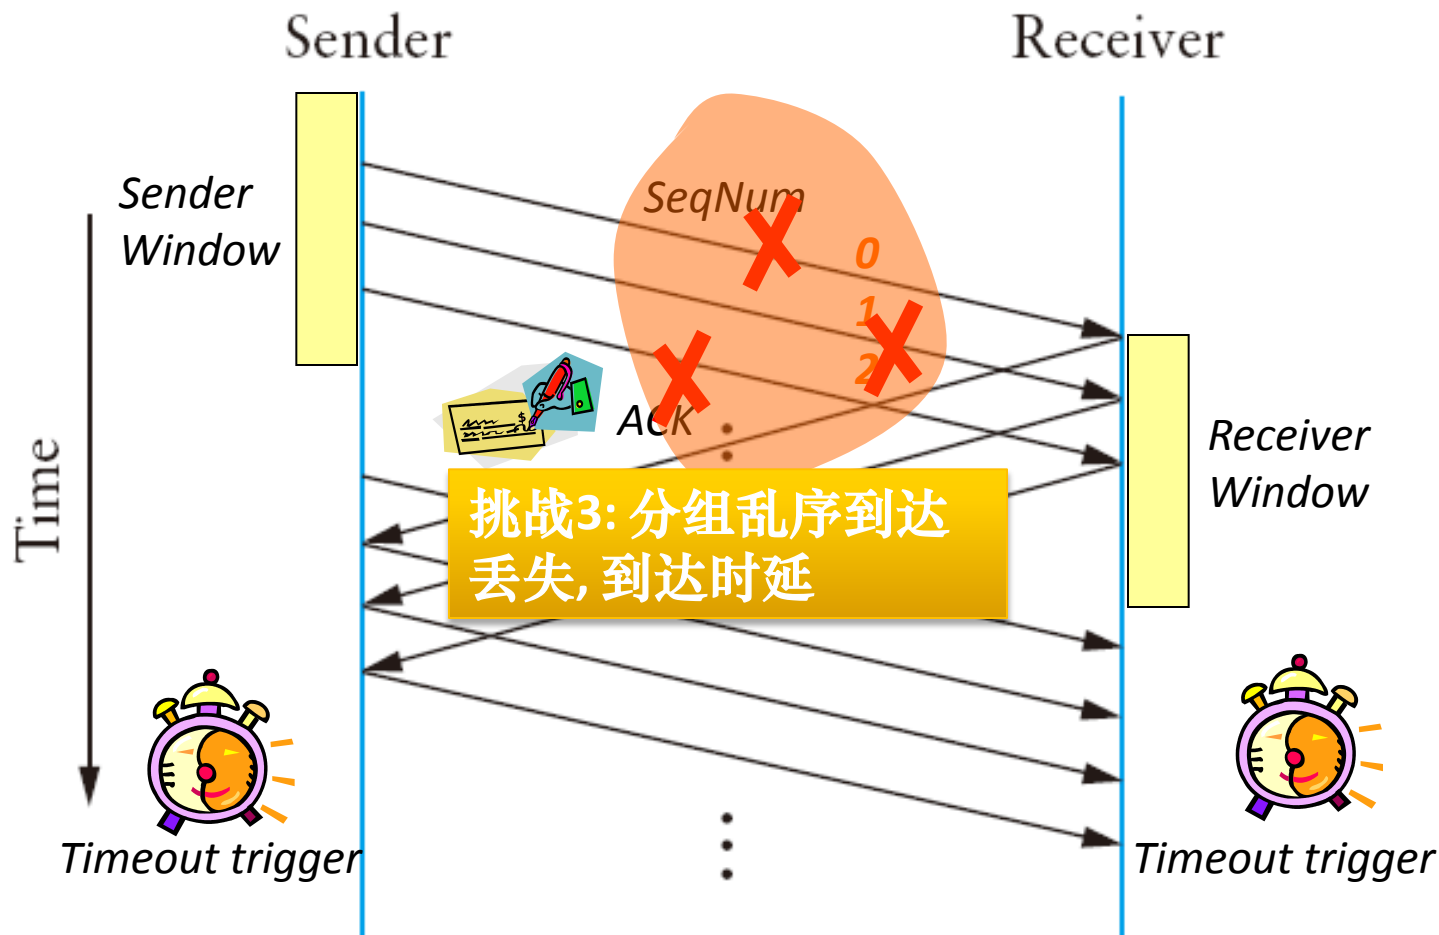 Sender
Receiver
Sender
Window
SeqNum
0
1
2
ACK
Receiver
Window
挑战3: 分组乱序到达
丢失, 到达时延
Time
Timeout trigger
Timeout trigger